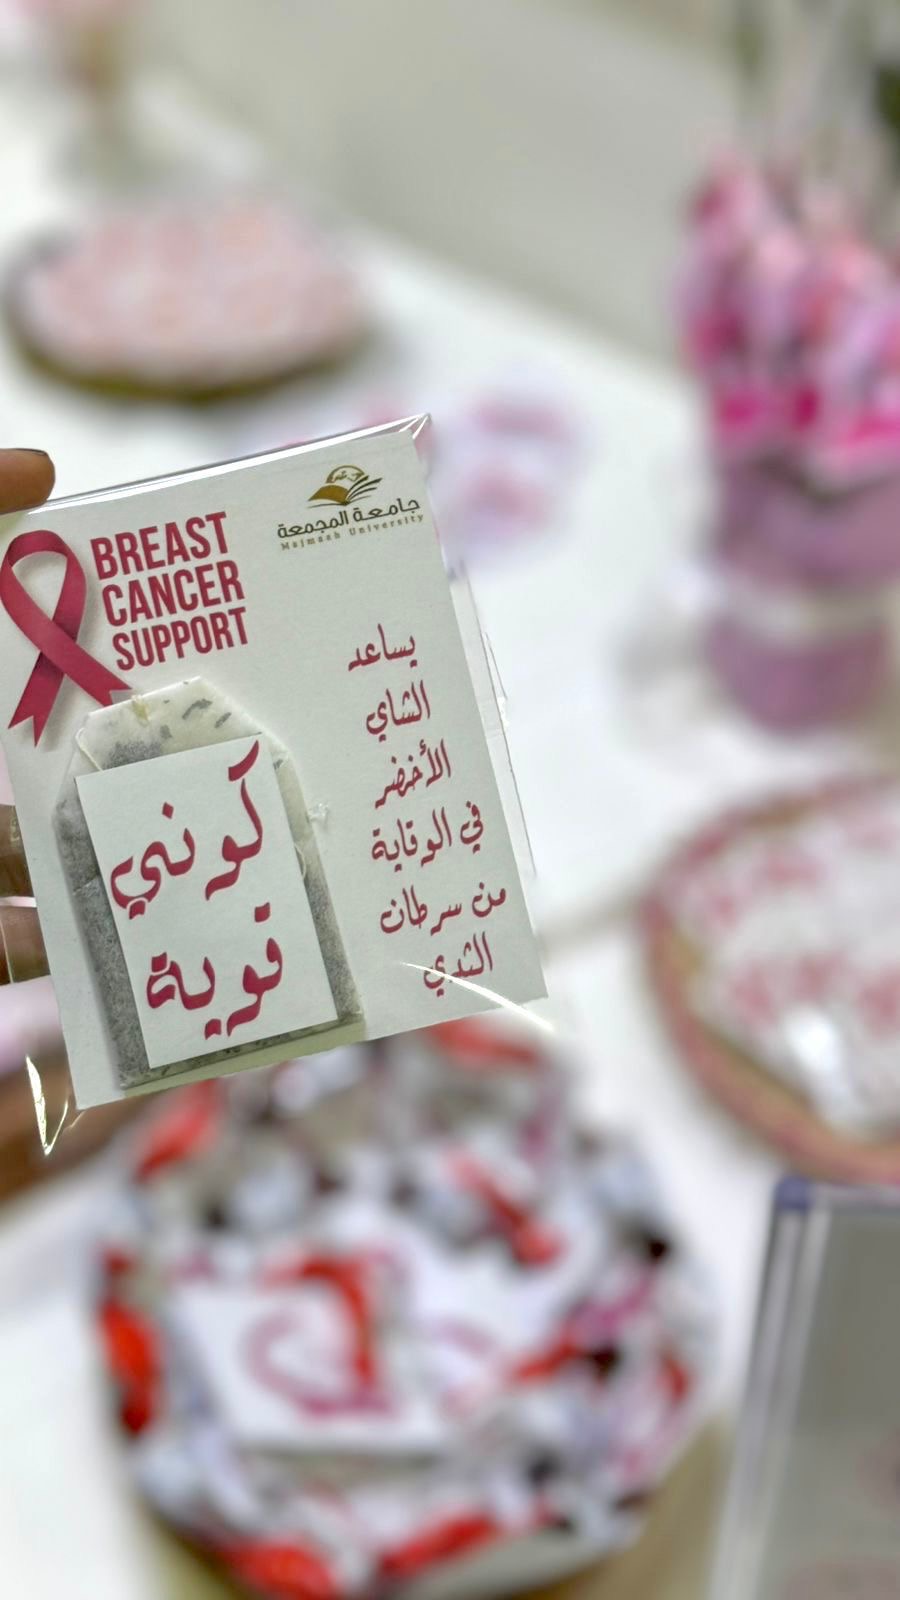 جامعة المجمعة
Majmaah University
BREAST
CANCER
SUPPORT
يساعد
الشاي
الأخضر
في الوقاية
من سرطان
الثدي
كوني
قوية